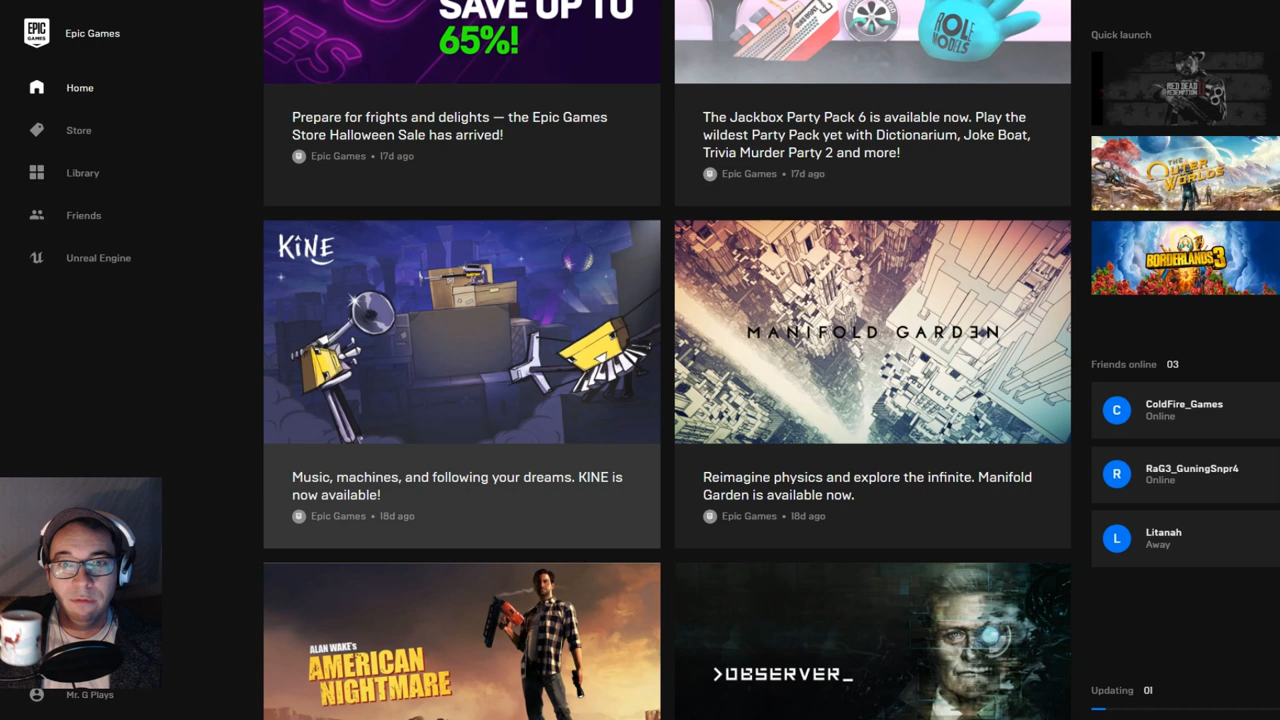 EPIC
GAMES
Epic Games
Home
Store
Library
Friends
Unreal Engine
Mr. G Plays
SAVE UP TO
65%!
Prepare for frights and delights — the Epic Games
Store Halloween Sale has arrived!
Epic Games • 17d ago
ROLE
MODELS
The Jackbox Party Pack 6 is available now. Play the
wildest Party Pack yet with Dictionarium, Joke Boat,
Trivia Murder Party 2 and more!
Epic Games • 17d ago
KINE
Music, machines, and following your dreams. KINE is
now available!
Epic Games • 18d ago
MANIFOLD GARDEN
Reimagine physics and explore the infinite. Manifold
Garden is available now.
Epic Games • 18d ago
ALAN WAKE's
AMERICAN
NIGHTMARE
>OBSERVER_
Quick launch
RED DEAD
REDEMPTION
THE
OUTER
WORLDS
BORDERLANDS 3
Friends online 03
C
ColdFire_Games
Online
R
RaG3_GuningSnpr4
Online
L
Litanah
Away
Updating 01